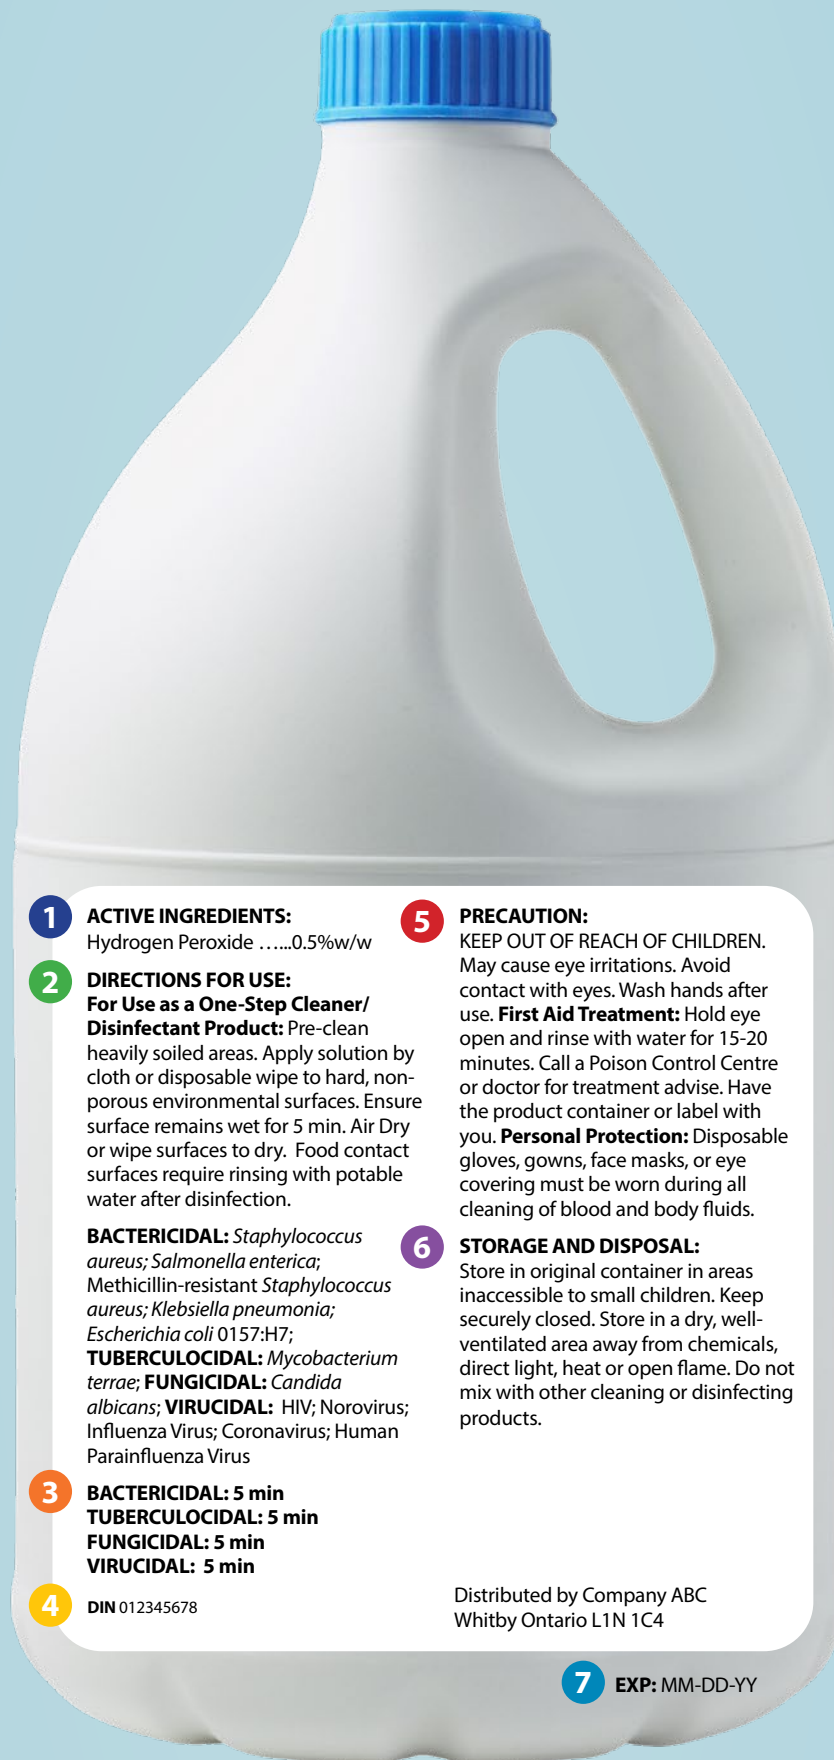 1
ACTIVE INGREDIENTS:
Hydrogen Peroxide …...0.5%w/w
2
DIRECTIONS FOR USE:
For Use as a One-Step Cleaner/
Disinfectant Product: Pre-clean
heavily soiled areas. Apply solution by
cloth or disposable wipe to hard, non-
porous environmental surfaces. Ensure
surface remains wet for 5 min. Air Dry
or wipe surfaces to dry. Food contact
surfaces require rinsing with potable
water after disinfection.
BACTERICIDAL: Staphylococcus
aureus; Salmonella enterica;
Methicillin-resistant Staphylococcus
aureus; Klebsiella pneumonia;
Escherichia coli 0157:H7;
TUBERCULOCIDAL: Mycobacterium
terrae; FUNGICIDAL: Candida
albicans; VIRUCIDAL: HIV; Norovirus;
Influenza Virus; Coronavirus; Human
Parainfluenza Virus
3
BACTERICIDAL: 5 min
TUBERCULOCIDAL: 5 min
FUNGICIDAL: 5 min
VIRUCIDAL: 5 min
4
DIN 012345678
5
PRECAUTION:
KEEP OUT OF REACH OF CHILDREN.
May cause eye irritations. Avoid
contact with eyes. Wash hands after
use. First Aid Treatment: Hold eye
open and rinse with water for 15-20
minutes. Call a Poison Control Centre
or doctor for treatment advise. Have
the product container or label with
you. Personal Protection: Disposable
gloves, gowns, face masks, or eye
covering must be worn during all
cleaning of blood and body fluids.
6
STORAGE AND DISPOSAL:
Store in original container in areas
inaccessible to small children. Keep
securely closed. Store in a dry, well-
ventilated area away from chemicals,
direct light, heat or open flame. Do not
mix with other cleaning or disinfecting
products.
Distributed by Company ABC
Whitby Ontario L1N 1C4
7
EXP: MM-DD-YY